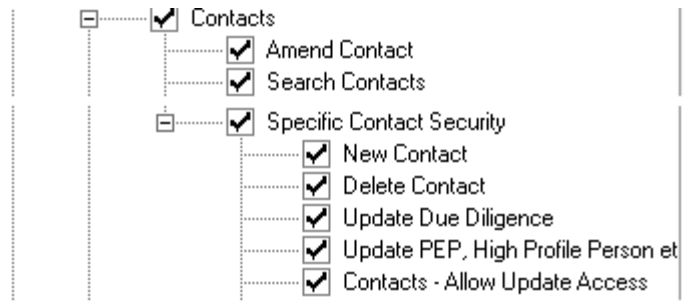 Contacts
Amend Contact
Search Contacts
Specific Contact Security
New Contact
Delete Contact
Update Due Diligence
Update PEP, High Profile Person et
Contacts - Allow Update Access